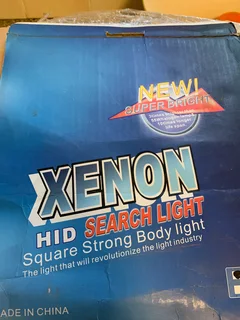 NEW!
SUPER BRIGHT
XENON
HID SEARCH LIGHT
Square Strong Body light
The light that will revolutionize the light industry
MADE IN CHINA